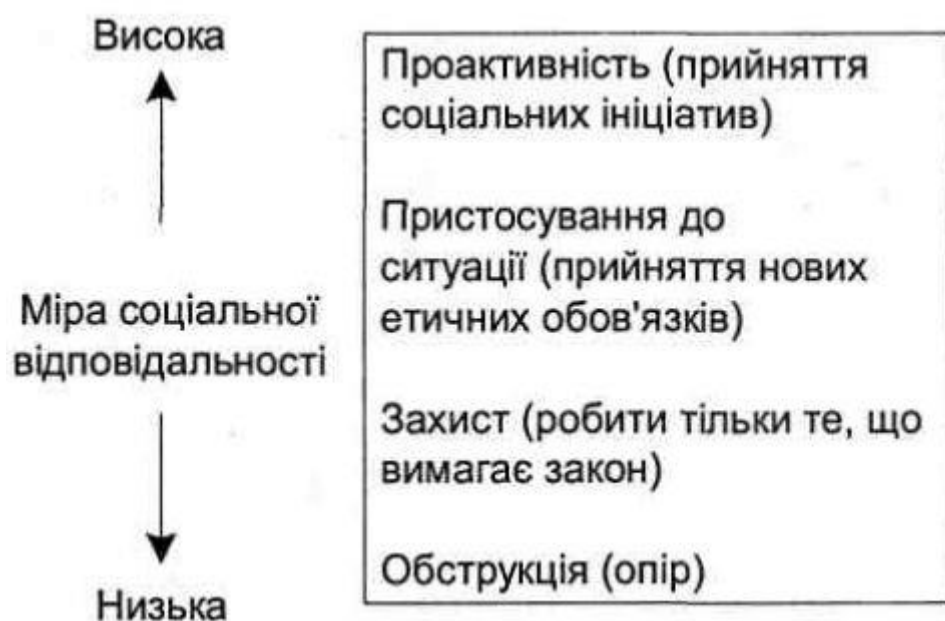 Висока
Міра соціальної
відповідальності
Низька
Проактивність (прийняття
соціальних ініціатив)
Пристосування до
ситуації (прийняття нових
етичних обов'язків)
Захист (робити тільки те, що
вимагає закон)
Обструкція (опір)